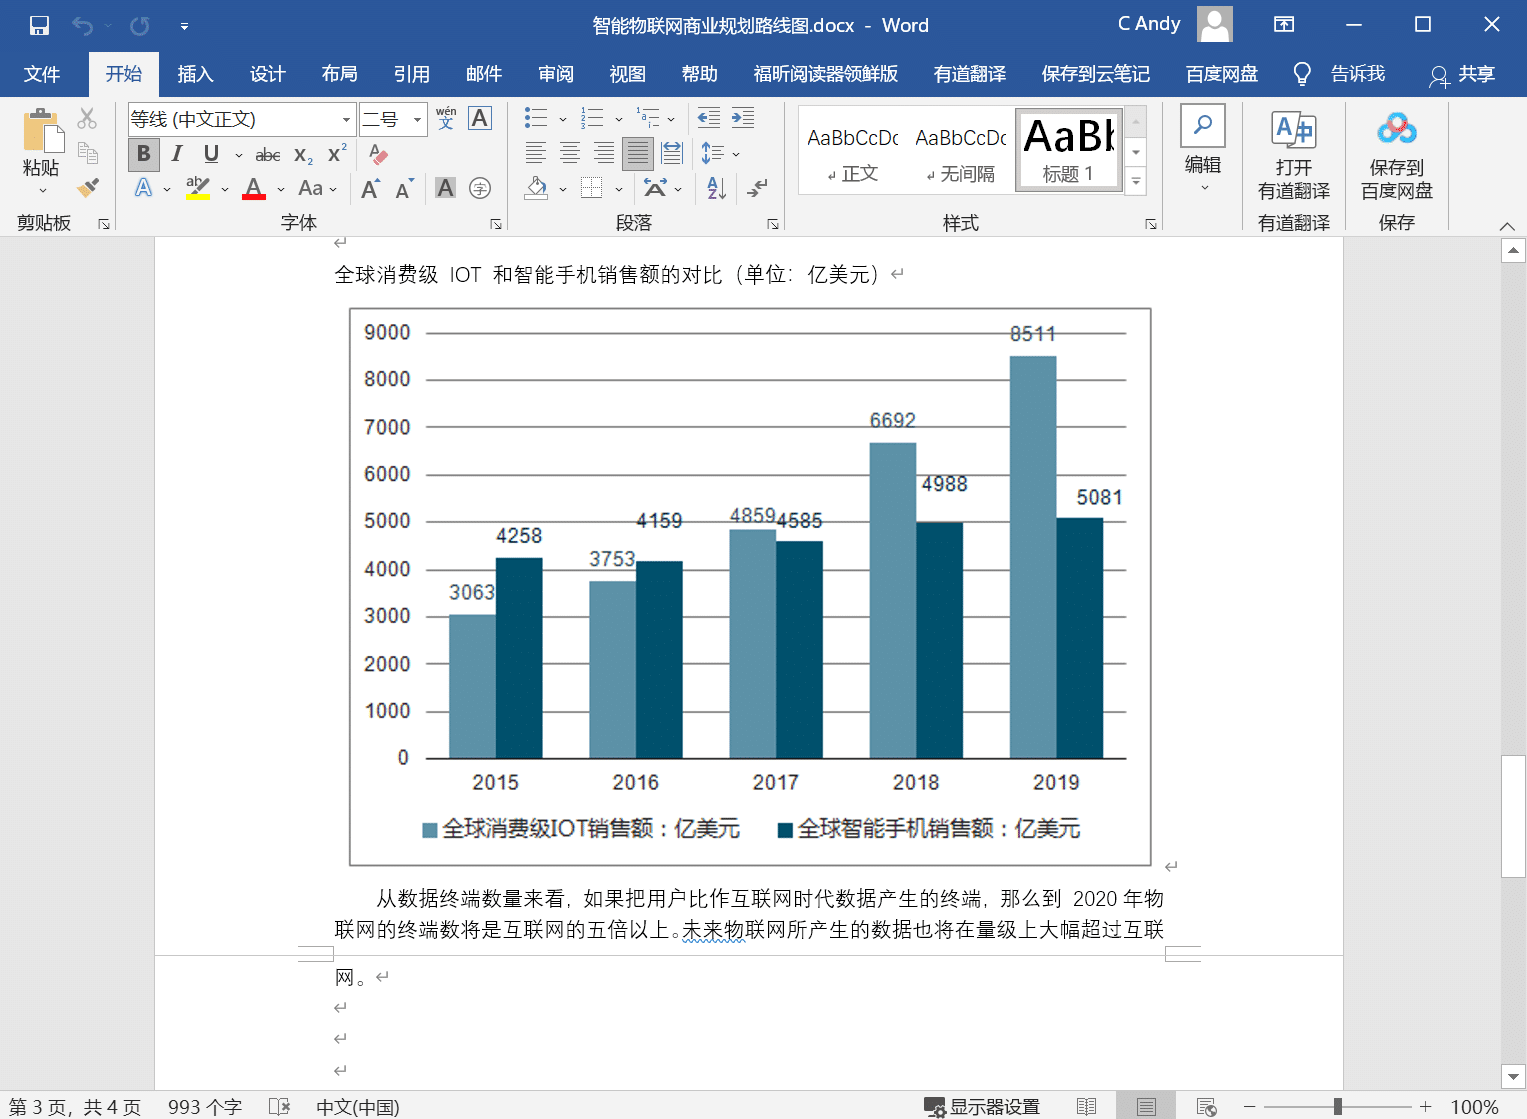 智能物联网商业规划路线图.docx - Word
C Andy
文件 开始 插入 设计 布局 引用 邮件 审阅 视图 帮助 福昕阅读器领鲜版 有道翻译 保存到云笔记 百度网盘 告诉我 共享
等线 (中文正文) 二号 wén 文 A
粘贴
B I U abc X₂ X²
A aby A Aa A A A 字
剪贴板 字体 段落 样式
AaBbCcDc AaBbCcDc AaBb
正文 无间隔 标题 1
编辑
打开
有道翻译
有道翻译
保存到
百度网盘
保存
全球消费级 IOT 和智能手机销售额的对比（单位：亿美元）
9000
8000
7000
6000
5000
4000
3000
2000
1000
0
3063 4258
3753 4159
4859 4585
6692 4988
8511 5081
2015 2016 2017 2018 2019
全球消费级IOT销售额：亿美元 全球智能手机销售额：亿美元
从数据终端数量来看，如果把用户比作互联网时代数据产生的终端，那么到 2020 年物
联网的终端数将是互联网的五倍以上。未来物联网所产生的数据也将在量级上大幅超过互联
网。
第 3 页，共 4 页 993 个字 中文(中国) 显示器设置 100%